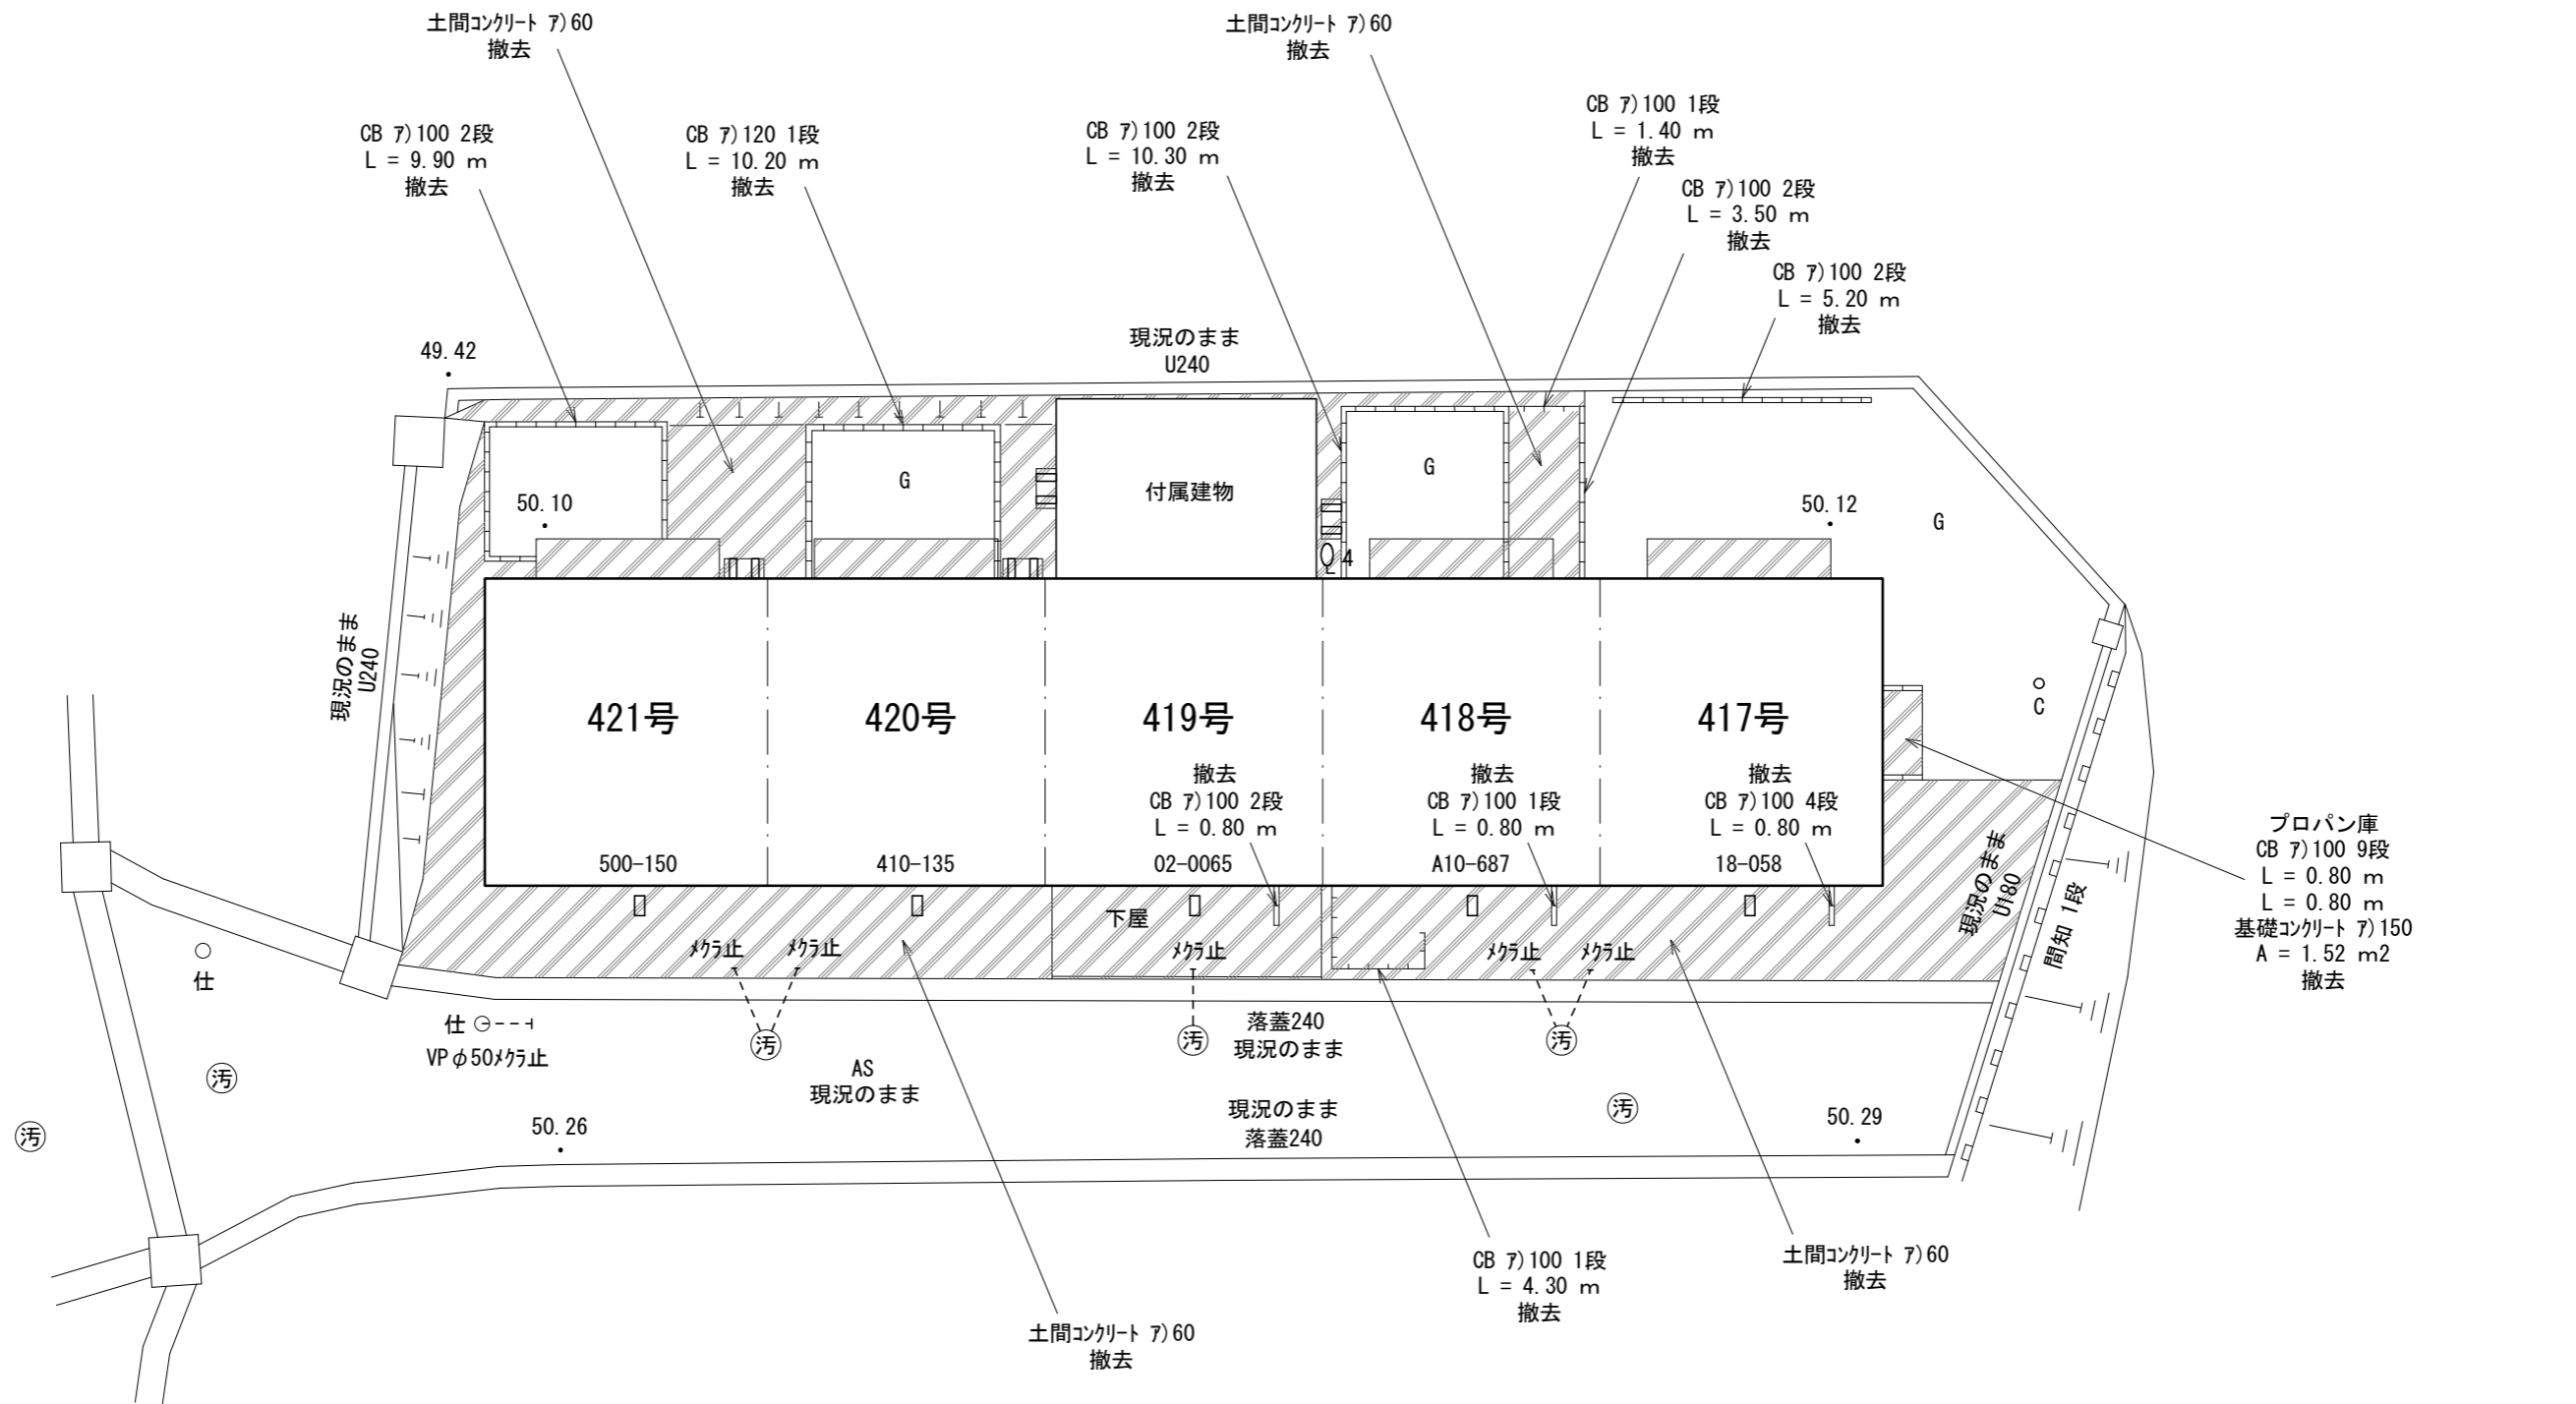 土間ｺﾝｸﾘｰﾄ ｱ)60
撤去
土間ｺﾝｸﾘｰﾄ ｱ)60
撤去
CB ｱ)100 2段
L = 9.90 m
撤去
CB ｱ)120 1段
L = 10.20 m
撤去
CB ｱ)100 2段
L = 10.30 m
撤去
CB ｱ)100 1段
L = 1.40 m
撤去
CB ｱ)100 2段
L = 3.50 m
撤去
CB ｱ)100 2段
L = 5.20 m
撤去
49.42
現況のまま
U240
50.10
G
付属建物
G
50.12
G
4
現況のまま
U240
421号
420号
419号
418号
417号
C
撤去
CB ｱ)100 2段
L = 0.80 m
撤去
CB ｱ)100 1段
L = 0.80 m
撤去
CB ｱ)100 4段
L = 0.80 m
500-150
410-135
02-0065
A10-687
18-058
プロパン庫
CB ｱ)100 9段
L = 0.80 m
L = 0.80 m
基礎ｺﾝｸﾘｰﾄ ｱ)150
A = 1.52 m2
撤去
現況のまま
U180
間知 1段
下屋
ﾒｸﾗ止
ﾒｸﾗ止
ﾒｸﾗ止
ﾒｸﾗ止
ﾒｸﾗ止
仕
仕
VPφ50ﾒｸﾗ止
汚
汚
汚
落蓋240
現況のまま
AS
現況のまま
汚
汚
汚
現況のまま
落蓋240
50.26
50.29
CB ｱ)100 1段
L = 4.30 m
撤去
土間ｺﾝｸﾘｰﾄ ｱ)60
撤去
土間ｺﾝｸﾘｰﾄ ｱ)60
撤去